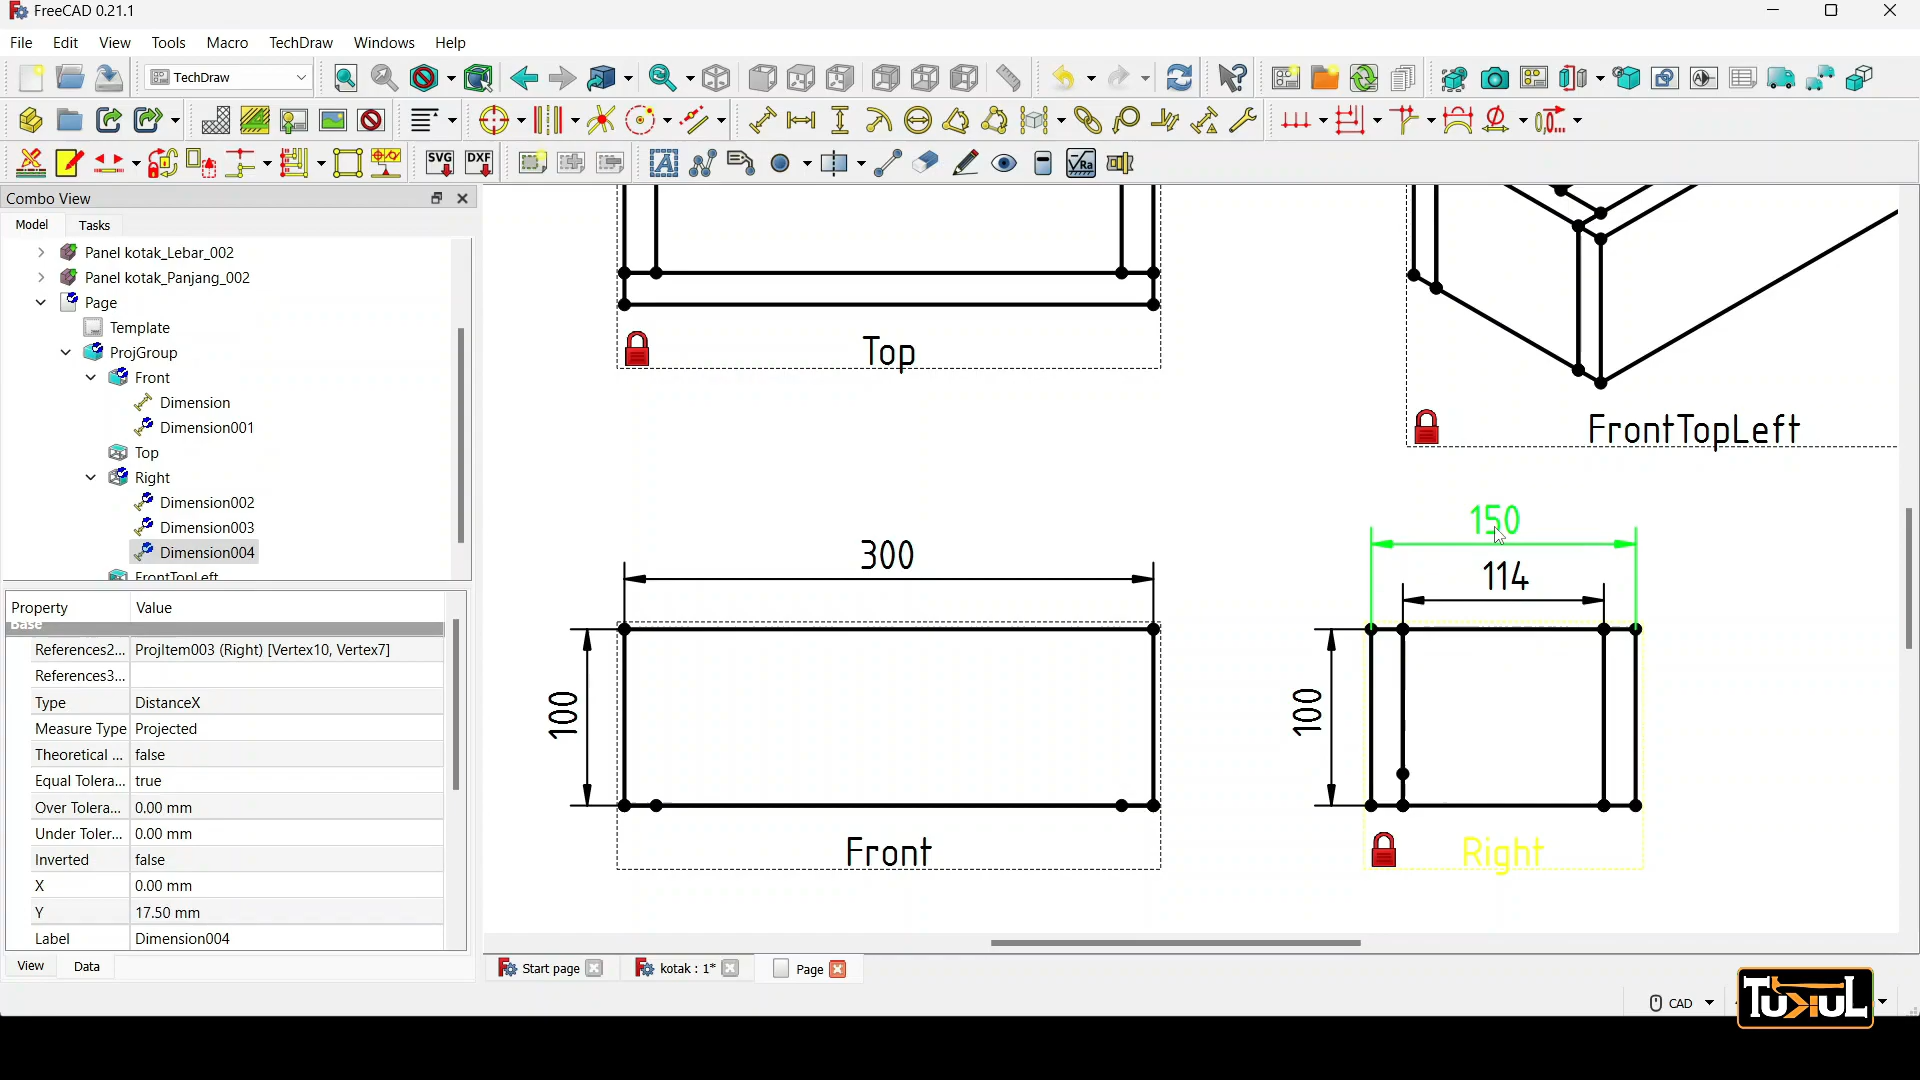 FreeCAD 0.21.1
File Edit View Tools Macro TechDraw Windows Help
TechDraw
SVG DXF
Combo View
Model Tasks
Panel kotak_Lebar_002
Panel kotak_Panjang_002
Page
Template
ProjGroup
Front
Dimension
Dimension001
Top
Right
Dimension002
Dimension003
Dimension004
FrontTopLeft
Property Value
Base
References2... ProjItem003 (Right) [Vertex10, Vertex7]
References3...
Type DistanceX
Measure Type Projected
Theoretical ... false
Equal Tolera... true
Over Tolera... 0.00 mm
Under Toler... 0.00 mm
Inverted false
X 0.00 mm
Y 17.50 mm
Label Dimension004
View Data
Top
FrontTopLeft
300
100
Front
150
114
100
Right
Start page
kotak : 1*
Page
CAD
TUKUL